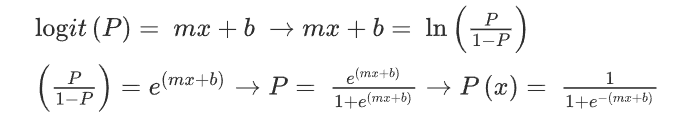 logit (P) = mx + b → mx + b = ln (P/1−P)
(P/1−P) = e^(mx+b) → P = e^(mx+b)/1+e^(mx+b) → P (x) = 1/1+e^−(mx+b)